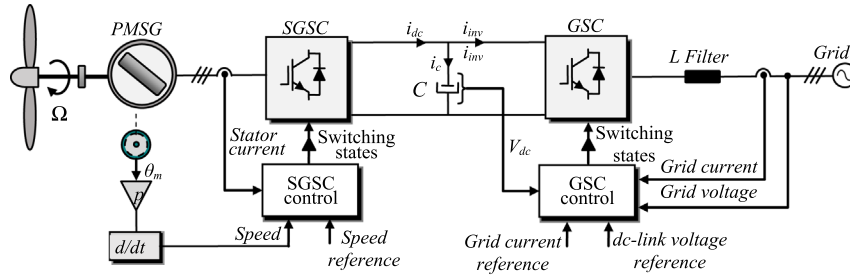 PMSG
SGSC
GSC
i_dc
i_inv
i_inv
i_c
C
L Filter
Grid
Ω
θ_m
p
d/dt
Stator
current
Switching
states
V_dc
Switching
states
SGSC
control
GSC
control
Grid current
Grid voltage
Speed
Speed
reference
Grid current
reference
dc-link voltage
reference